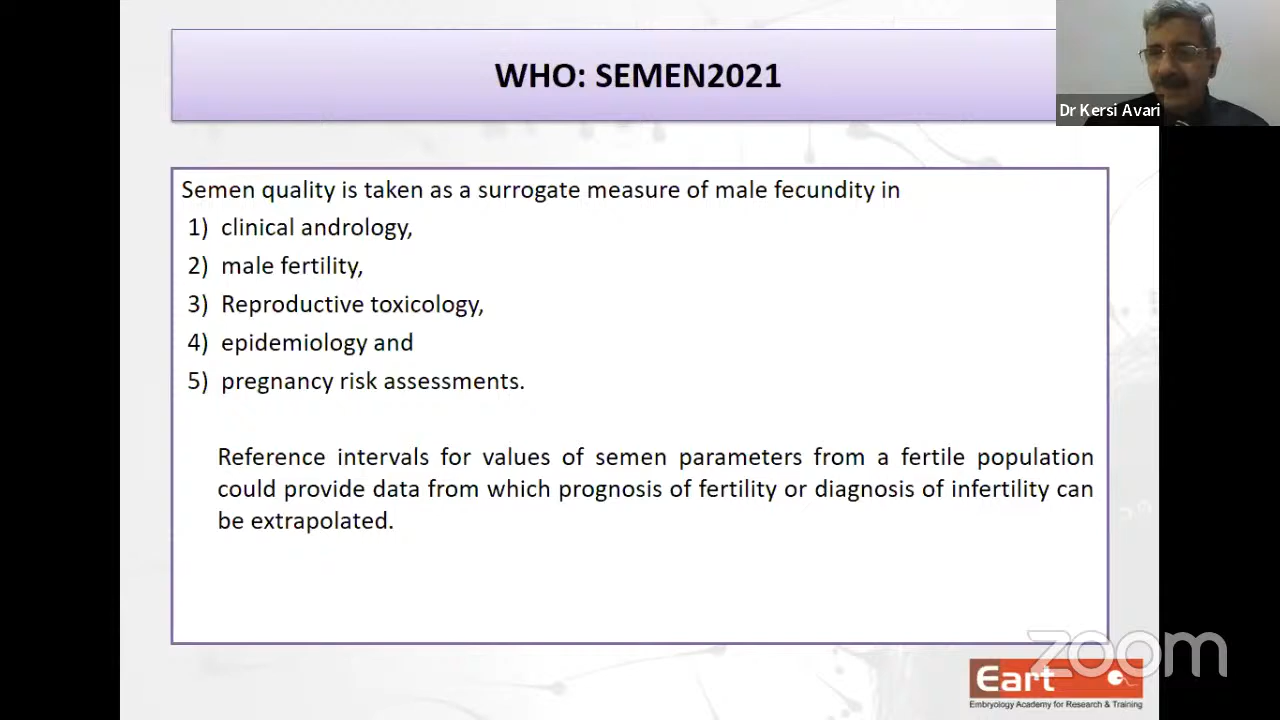 WHO: SEMEN2021
Dr Kersi Avari
Semen quality is taken as a surrogate measure of male fecundity in
1) clinical andrology,
2) male fertility,
3) Reproductive toxicology,
4) epidemiology and
5) pregnancy risk assessments.
Reference intervals for values of semen parameters from a fertile population
could provide data from which prognosis of fertility or diagnosis of infertility can
be extrapolated.
zoom
Eart
Embryology Academy for Research & Training